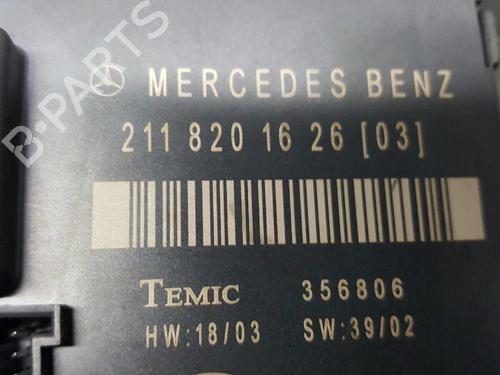 B-PARTS
MERCEDES BENZ
211 820 16 26 [03]
TEMIC 356806
HW:18/03 SW:39/02